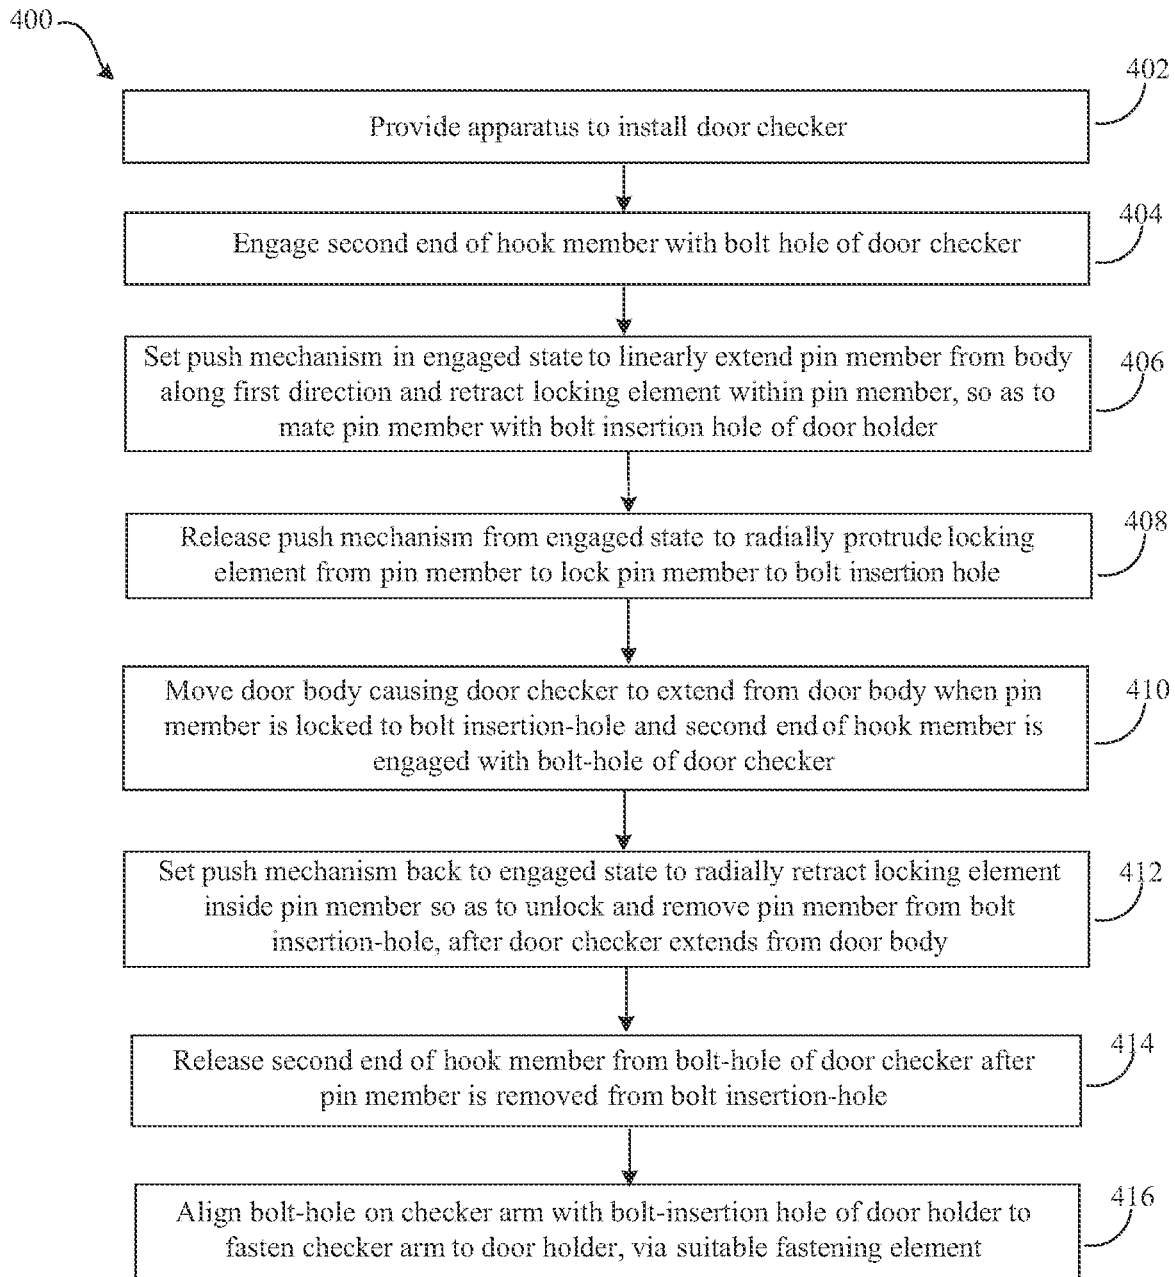 400
402
Provide apparatus to install door checker
404
Engage second end of hook member with bolt hole of door checker
Set push mechanism in engaged state to linearly extend pin member from body
along first direction and retract locking element within pin member, so as to
mate pin member with bolt insertion hole of door holder
406
Release push mechanism from engaged state to radially protrude locking
element from pin member to lock pin member to bolt insertion hole
408
Move door body causing door checker to extend from door body when pin
member is locked to bolt insertion-hole and second end of hook member is
engaged with bolt-hole of door checker
410
Set push mechanism back to engaged state to radially retract locking element
inside pin member so as to unlock and remove pin member from bolt
insertion-hole, after door checker extends from door body
412
Release second end of hook member from bolt-hole of door checker after
pin member is removed from bolt insertion-hole
414
Align bolt-hole on checker arm with bolt-insertion hole of door holder to
fasten checker arm to door holder, via suitable fastening element
416